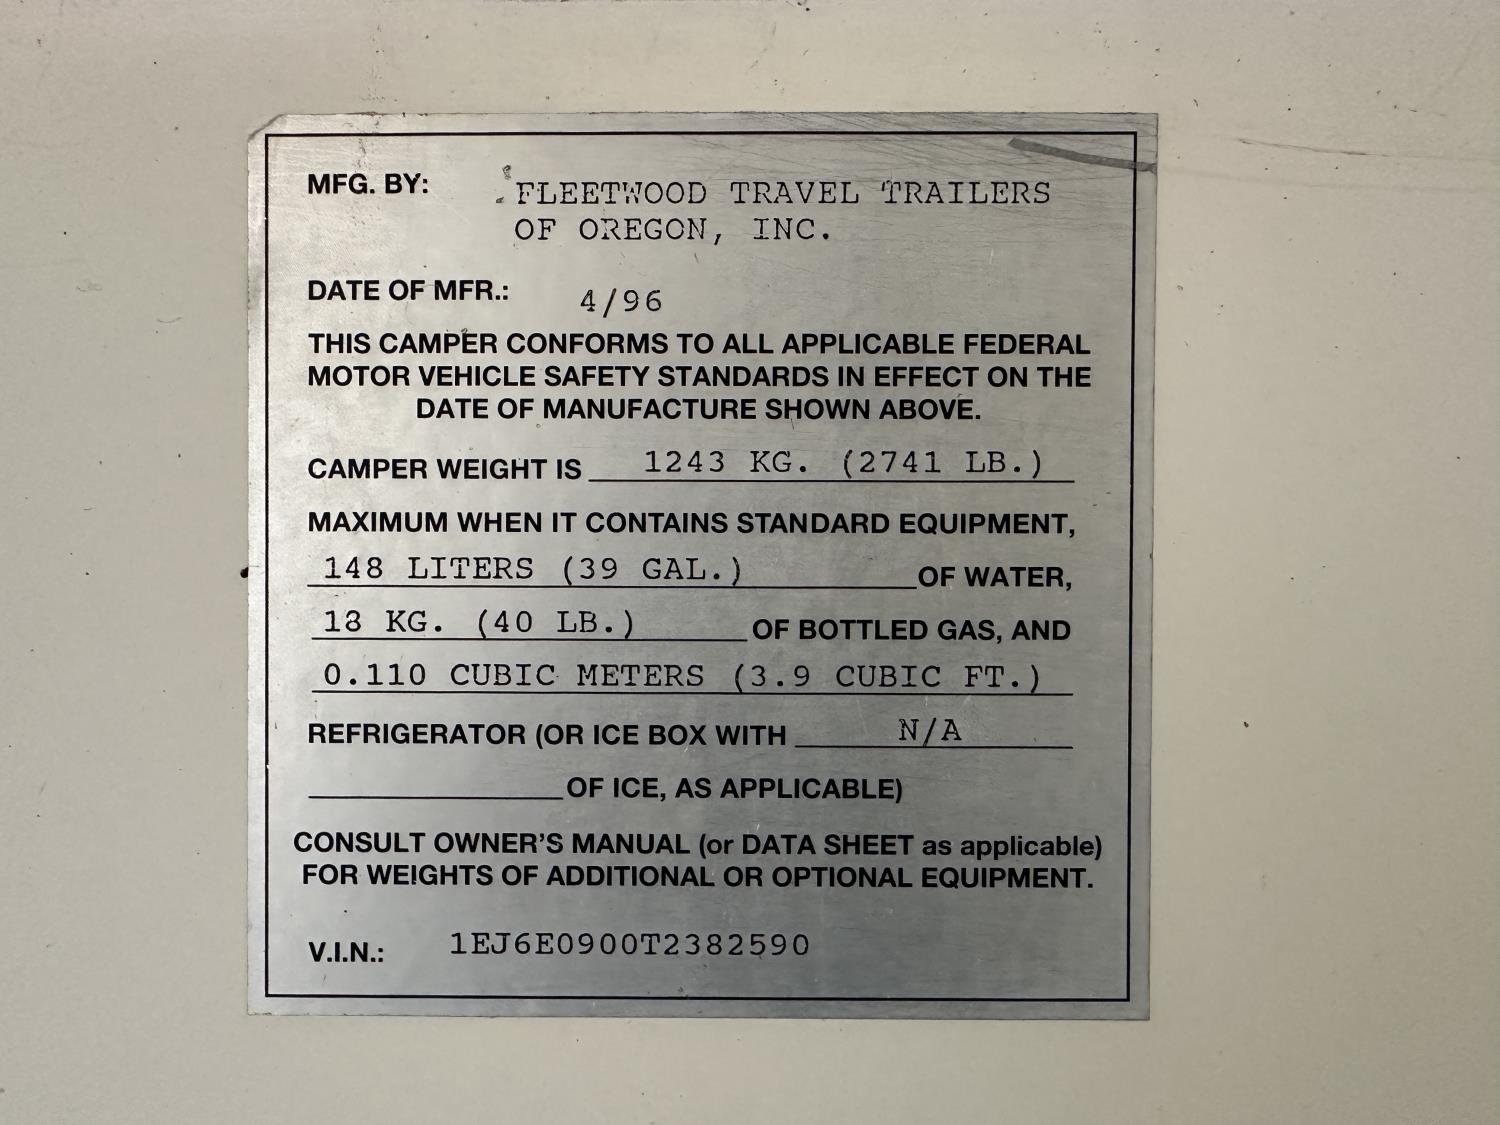 MFG. BY: FLEETWOOD TRAVEL TRAILERS
OF OREGON, INC.
DATE OF MFR.: 4/96
THIS CAMPER CONFORMS TO ALL APPLICABLE FEDERAL
MOTOR VEHICLE SAFETY STANDARDS IN EFFECT ON THE
DATE OF MANUFACTURE SHOWN ABOVE.
CAMPER WEIGHT IS 1243 KG. (2741 LB.)
MAXIMUM WHEN IT CONTAINS STANDARD EQUIPMENT,
148 LITERS (39 GAL.) OF WATER,
18 KG. (40 LB.) OF BOTTLED GAS, AND
0.110 CUBIC METERS (3.9 CUBIC FT.)
REFRIGERATOR (OR ICE BOX WITH N/A
OF ICE, AS APPLICABLE)
CONSULT OWNER'S MANUAL (or DATA SHEET as applicable)
FOR WEIGHTS OF ADDITIONAL OR OPTIONAL EQUIPMENT.
V.I.N.: 1EJ6E0900T2382590